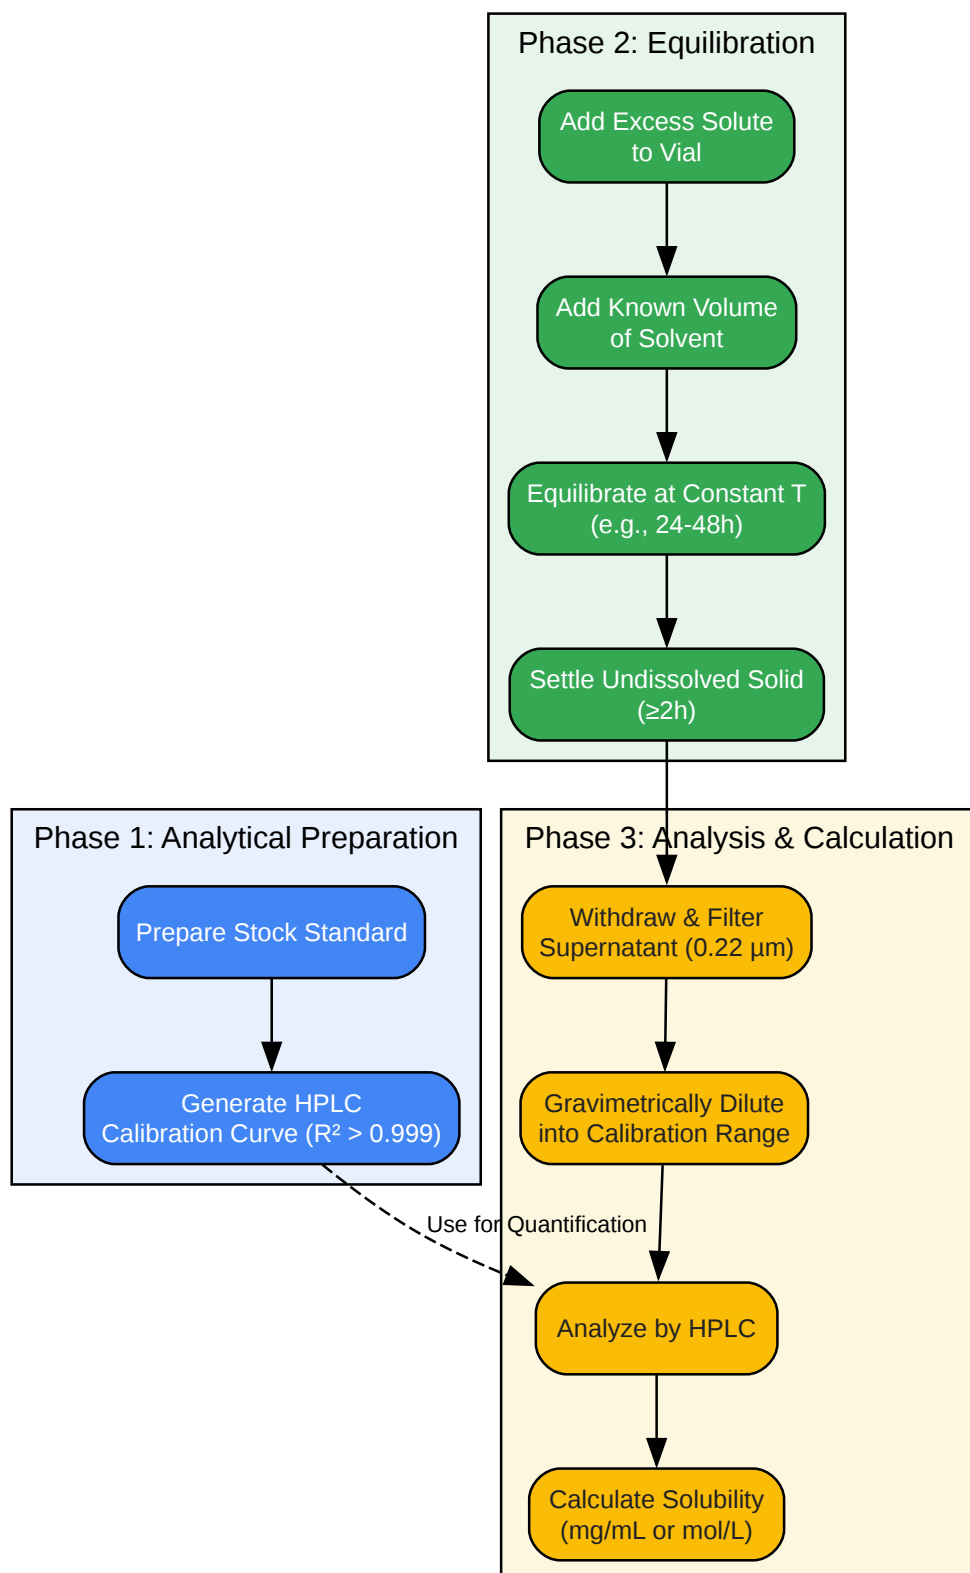 Phase 2: Equilibration
Add Excess Solute
to Vial
Add Known Volume
of Solvent
Equilibrate at Constant T
(e.g., 24-48h)
Settle Undissolved Solid
(≥2h)
Phase 1: Analytical Preparation
Prepare Stock Standard
Generate HPLC
Calibration Curve (R² > 0.999)
Use for Quantification
Phase 3: Analysis & Calculation
Withdraw & Filter
Supernatant (0.22 µm)
Gravimetrically Dilute
into Calibration Range
Analyze by HPLC
Calculate Solubility
(mg/mL or mol/L)